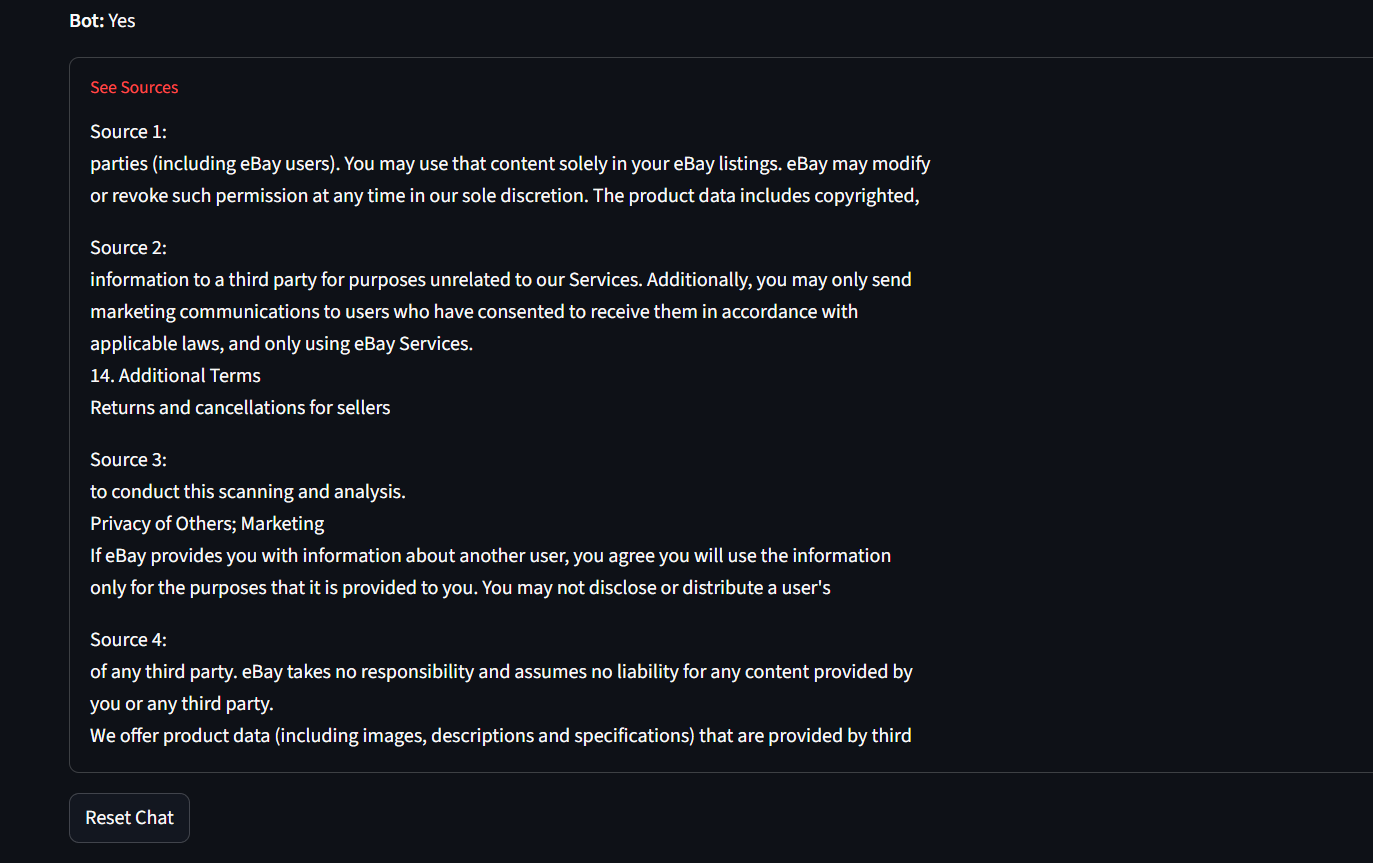 Bot: Yes
See Sources
Source 1:
parties (including eBay users). You may use that content solely in your eBay listings. eBay may modify
or revoke such permission at any time in our sole discretion. The product data includes copyrighted,
Source 2:
information to a third party for purposes unrelated to our Services. Additionally, you may only send
marketing communications to users who have consented to receive them in accordance with
applicable laws, and only using eBay Services.
14. Additional Terms
Returns and cancellations for sellers
Source 3:
to conduct this scanning and analysis.
Privacy of Others; Marketing
If eBay provides you with information about another user, you agree you will use the information
only for the purposes that it is provided to you. You may not disclose or distribute a user's
Source 4:
of any third party. eBay takes no responsibility and assumes no liability for any content provided by
you or any third party.
We offer product data (including images, descriptions and specifications) that are provided by third
Reset Chat